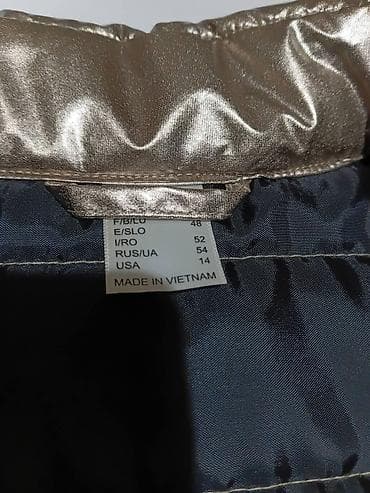 F/B/LU 48
E/SLO
I/RO 52
RUS/UA 54
USA 14
MADE IN VIETNAM